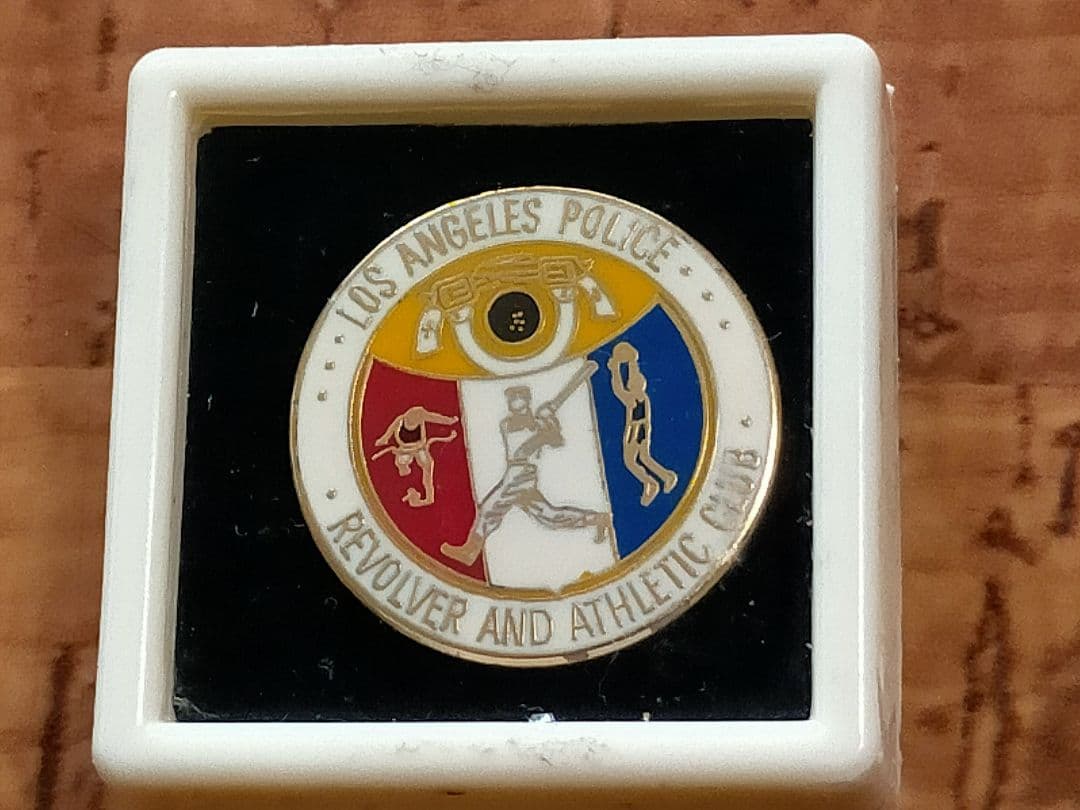 LOS ANGELES POLICE
REVOLVER AND ATHLETIC CLUB